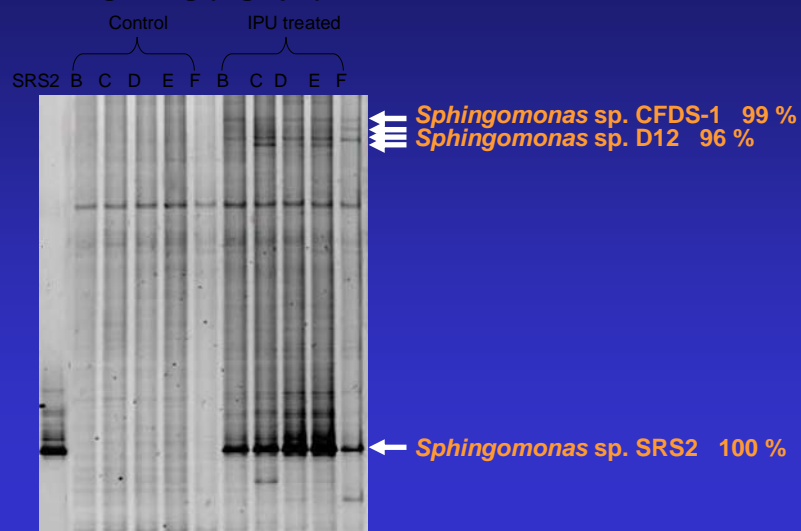 Control IPU treated
SRS2 B C D E F B C D E F
Sphingomonas sp. CFDS-1 99 %
Sphingomonas sp. D12 96 %
Sphingomonas sp. SRS2 100 %